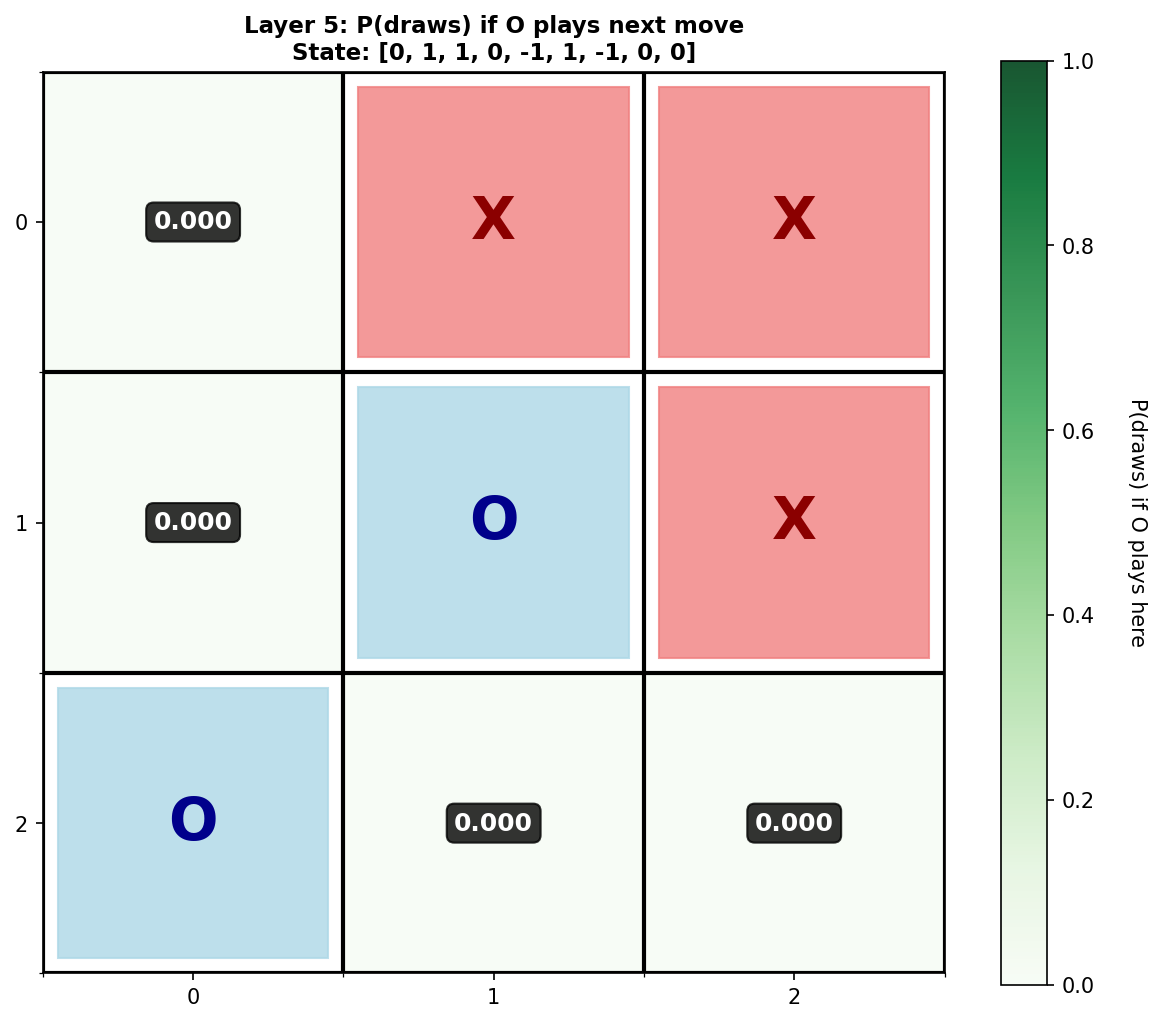 Layer 5: P(draws) if O plays next move
State: [0, 1, 1, 0, -1, 1, -1, 0, 0]
0
0.000
X
X
1
0.000
O
X
2
O
0.000
0.000
0
1
2
1.0
0.8
0.6
0.4
0.2
0.0
P(draws) if O plays here